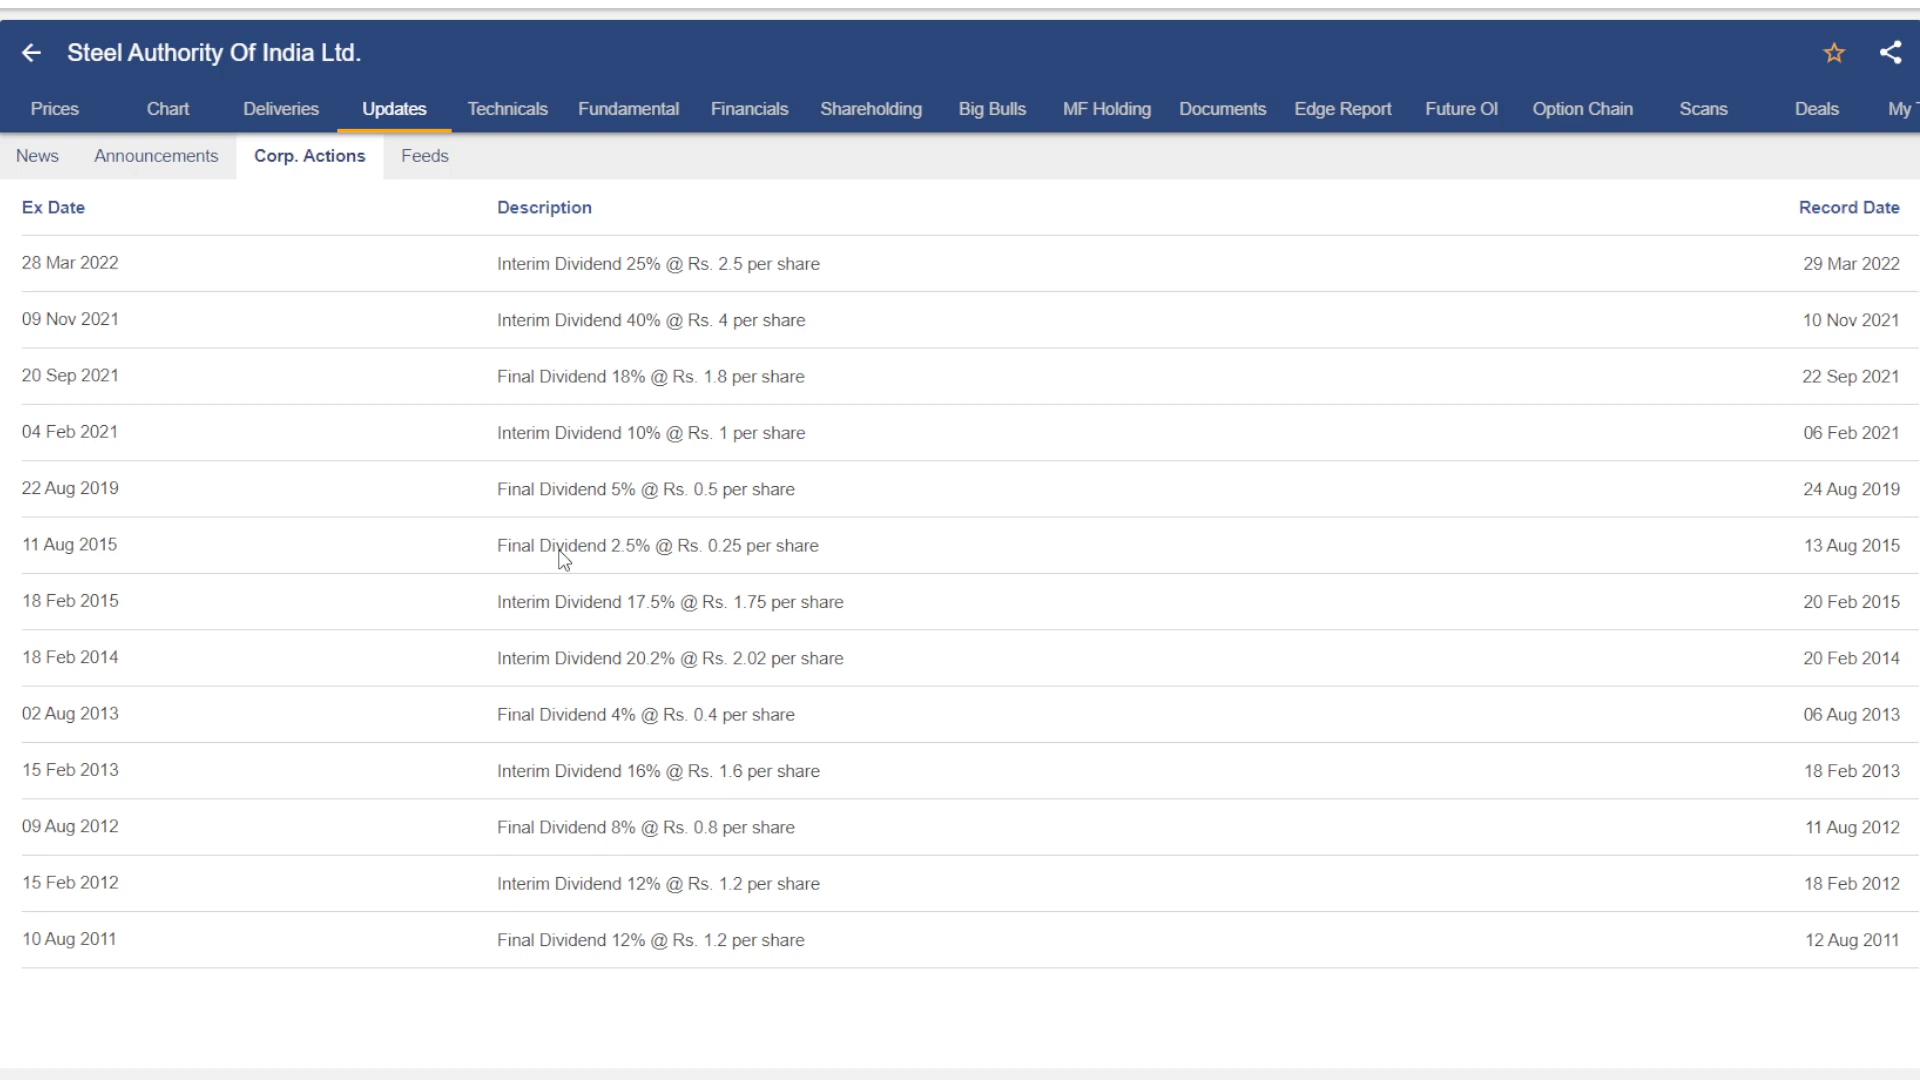 Steel Authority Of India Ltd.
Prices Chart Deliveries Updates Technicals Fundamental Financials Shareholding Big Bulls MF Holding Documents Edge Report Future OI Option Chain Scans Deals My
News Announcements Corp. Actions Feeds
Ex Date Description Record Date
28 Mar 2022 Interim Dividend 25% @ Rs. 2.5 per share 29 Mar 2022
09 Nov 2021 Interim Dividend 40% @ Rs. 4 per share 10 Nov 2021
20 Sep 2021 Final Dividend 18% @ Rs. 1.8 per share 22 Sep 2021
04 Feb 2021 Interim Dividend 10% @ Rs. 1 per share 06 Feb 2021
22 Aug 2019 Final Dividend 5% @ Rs. 0.5 per share 24 Aug 2019
11 Aug 2015 Final Dividend 2.5% @ Rs. 0.25 per share 13 Aug 2015
18 Feb 2015 Interim Dividend 17.5% @ Rs. 1.75 per share 20 Feb 2015
18 Feb 2014 Interim Dividend 20.2% @ Rs. 2.02 per share 20 Feb 2014
02 Aug 2013 Final Dividend 4% @ Rs. 0.4 per share 06 Aug 2013
15 Feb 2013 Interim Dividend 16% @ Rs. 1.6 per share 18 Feb 2013
09 Aug 2012 Final Dividend 8% @ Rs. 0.8 per share 11 Aug 2012
15 Feb 2012 Interim Dividend 12% @ Rs. 1.2 per share 18 Feb 2012
10 Aug 2011 Final Dividend 12% @ Rs. 1.2 per share 12 Aug 2011